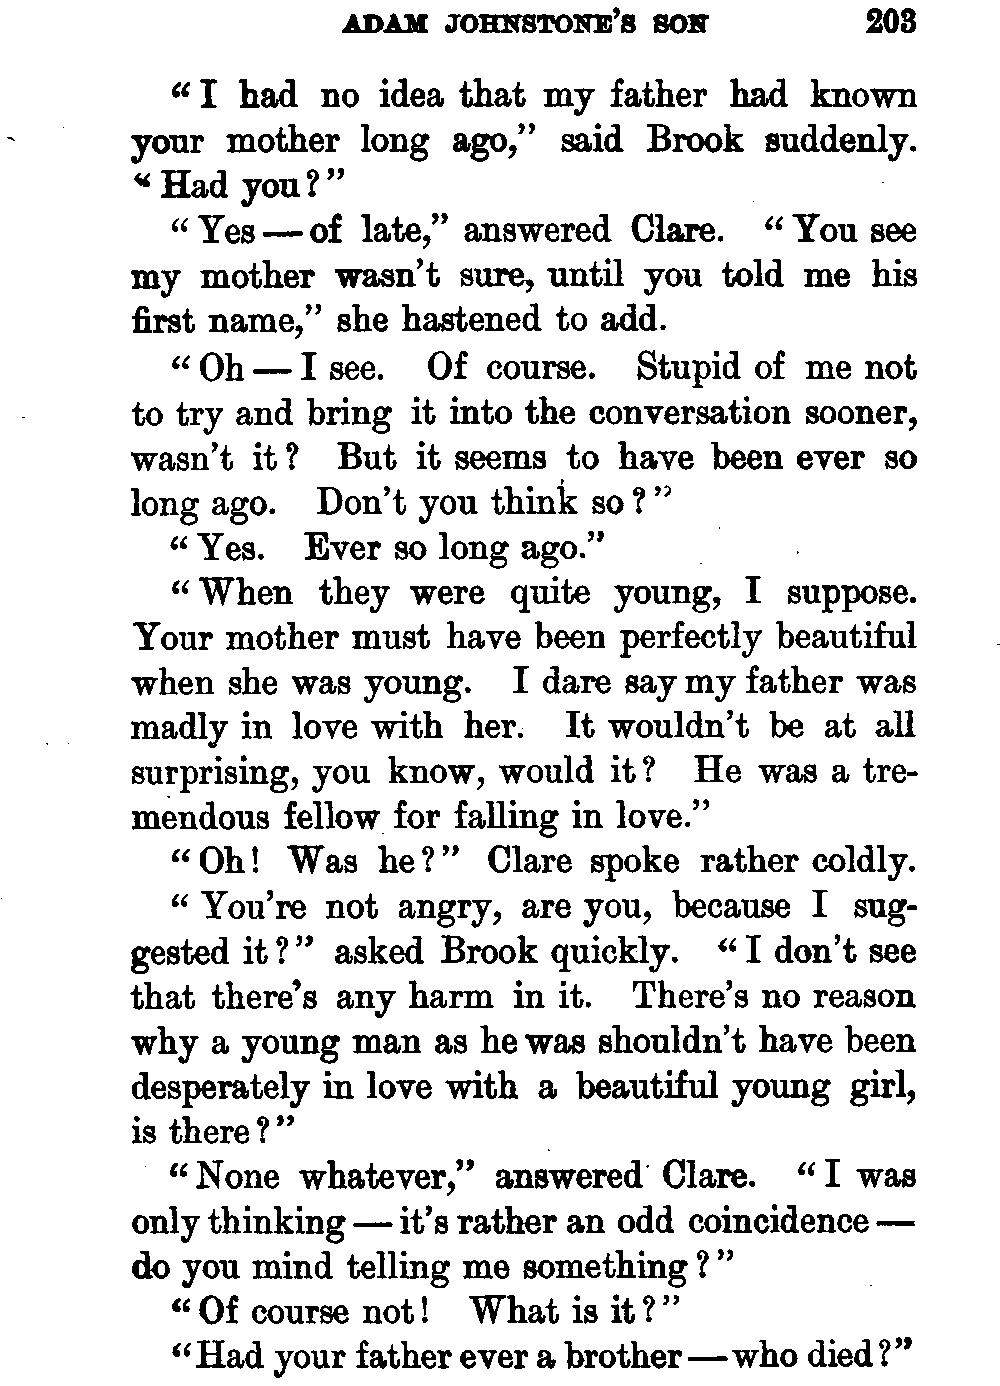 ADAM JOHNSTONE'S SON 203
“I had no idea that my father had known
your mother long ago,” said Brook suddenly.
“Had you?”
“Yes — of late,” answered Clare. “You see
my mother wasn't sure, until you told me his
first name,” she hastened to add.
“Oh — I see. Of course. Stupid of me not
to try and bring it into the conversation sooner,
wasn't it? But it seems to have been ever so
long ago. Don't you think so?”
“Yes. Ever so long ago.”
“When they were quite young, I suppose.
Your mother must have been perfectly beautiful
when she was young. I dare say my father was
madly in love with her. It wouldn't be at all
surprising, you know, would it? He was a tre-
mendous fellow for falling in love.”
“Oh! Was he?” Clare spoke rather coldly.
“You're not angry, are you, because I sug-
gested it?” asked Brook quickly. “I don't see
that there's any harm in it. There's no reason
why a young man as he was shouldn't have been
desperately in love with a beautiful young girl,
is there?”
“None whatever,” answered Clare. “I was
only thinking — it's rather an odd coincidence —
do you mind telling me something?”
“Of course not! What is it?”
“Had your father ever a brother — who died?”